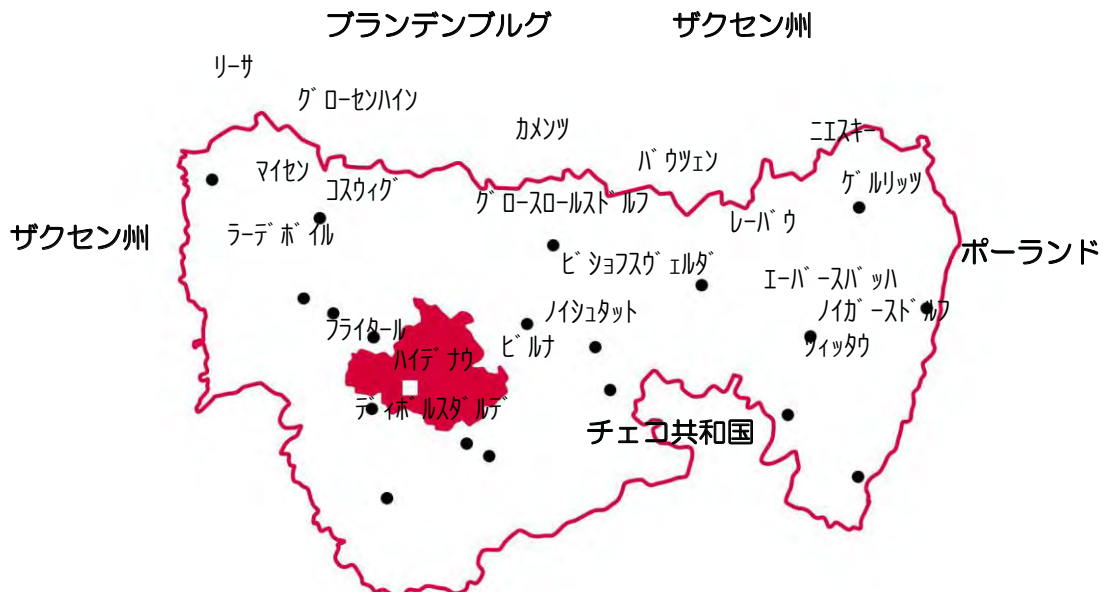 ブランデンブルグ
ザクセン州
リーサ
グローセンハイン
カメンツ
ニエスキー
バウツェン
マイセン
コスウィグ
ゲルリッツ
グロースロールスドルフ
レーバウ
ザクセン州
ラーデボイル
ポーランド
ビショフスヴェルダ
エーバースバッハ
ノイシュタット
ノイガースドルフ
フライタール
ビルナ
ツィッタウ
ハイデナウ
ディポルスダルデ
チェコ共和国